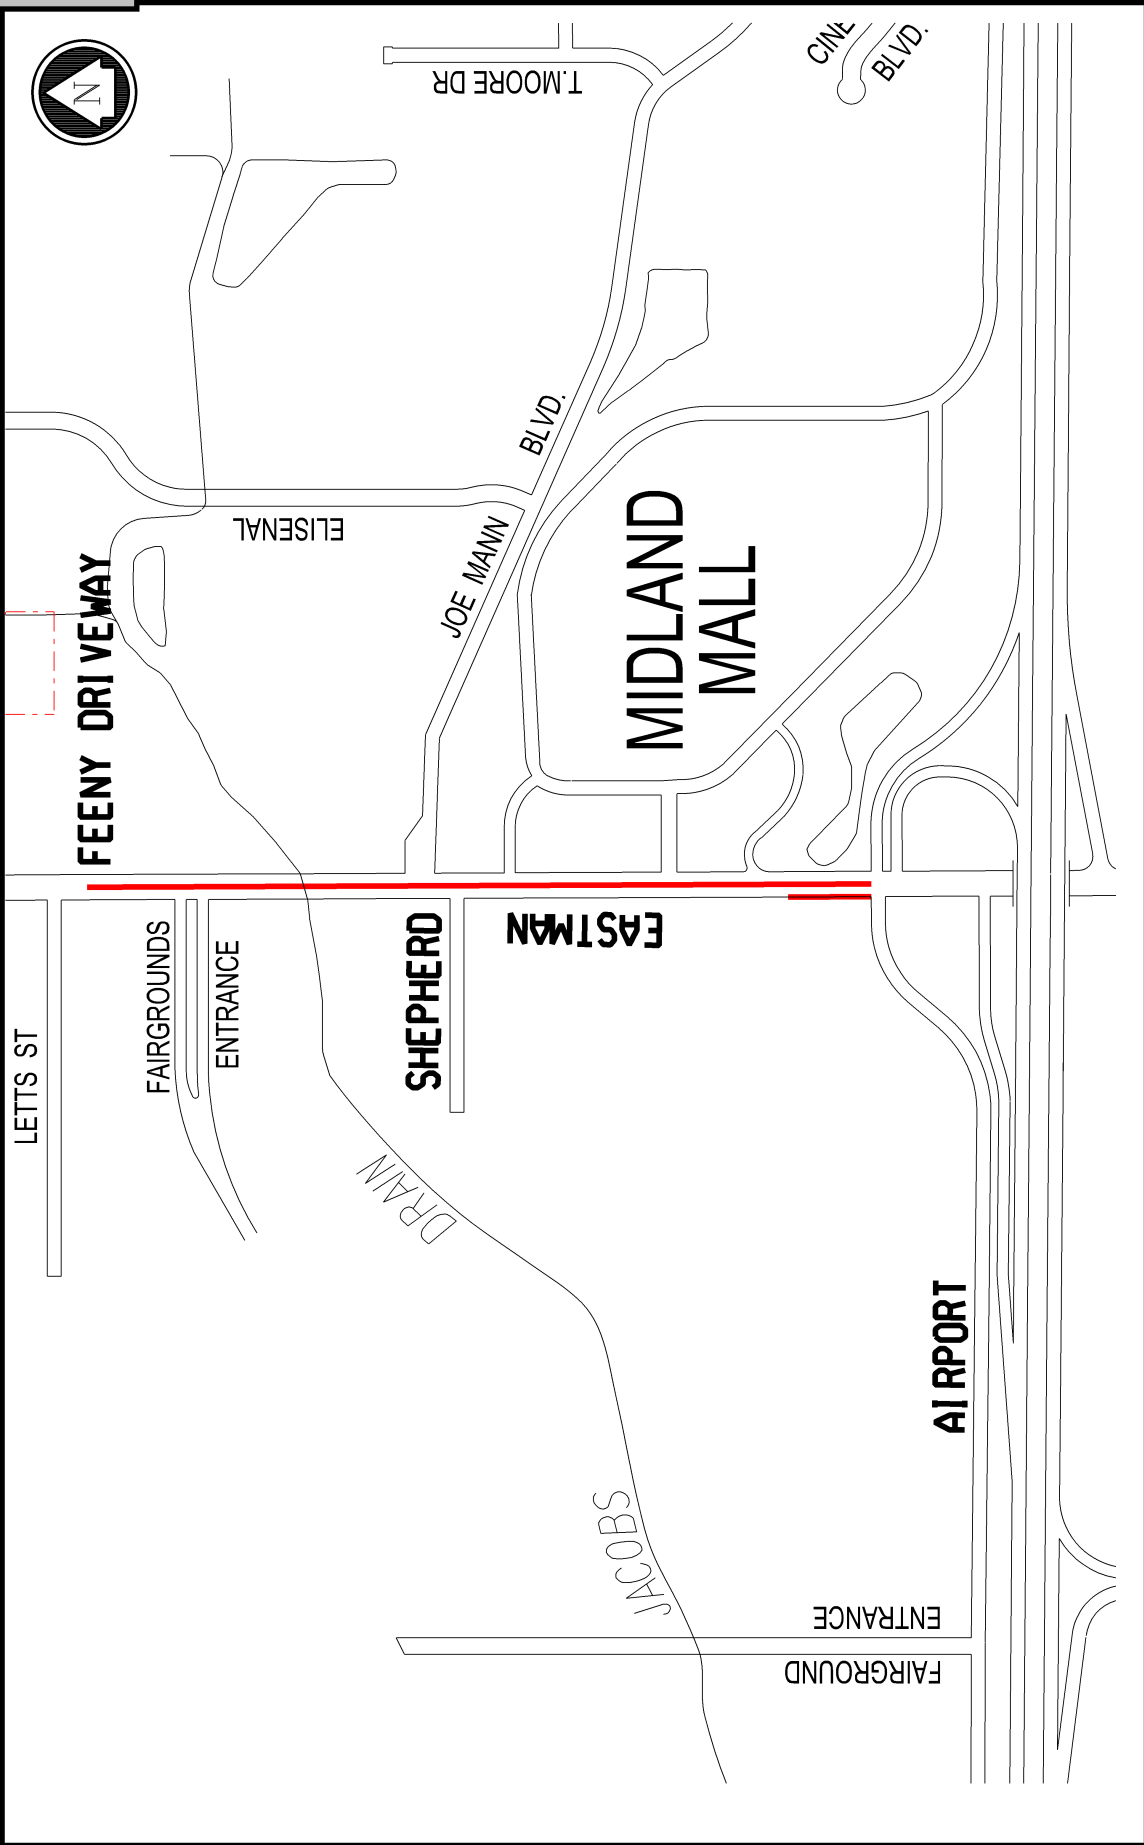 N
T.MOORE DR
CINE
BLVD.
BLVD.
ELISENAL
JOE MANN
MIDLAND
MALL
FEENY DRIVEWAY
EASTMAN
SHEPHERD
FAIRGROUNDS
ENTRANCE
LETTS ST
DRAIN
JACOBS
AIRPORT
ENTRANCE
FAIRGROUND